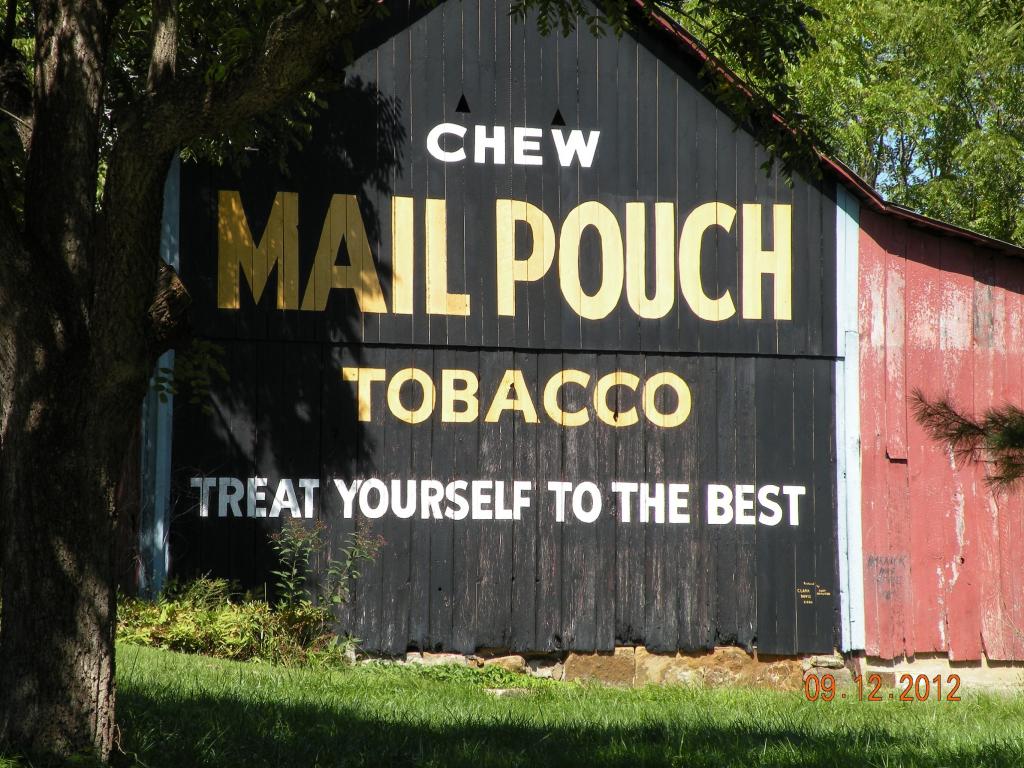 CHEW
MAIL POUCH
TOBACCO
TREAT YOURSELF TO THE BEST
09.12.2012